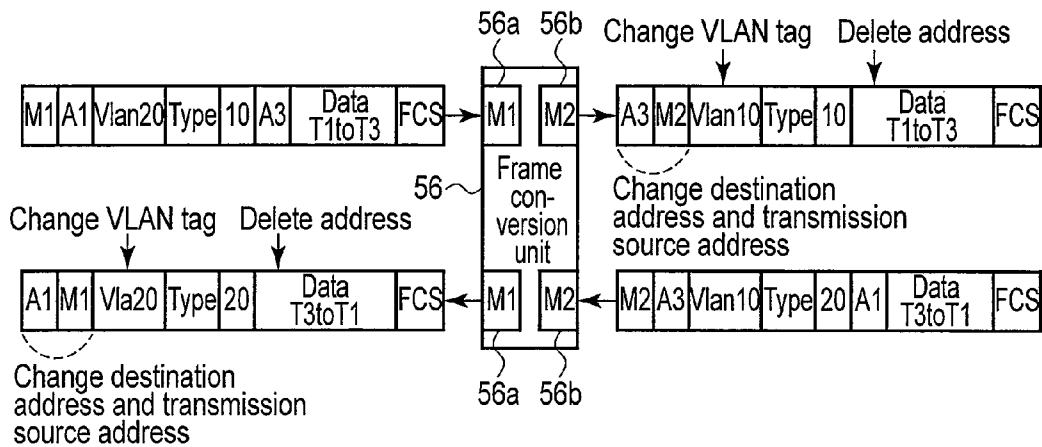 56a 56b
Change VLAN tag Delete address
M1 A1 Vlan20 Type 10 A3 Data T1toT3 FCS
M1 M2
A3 M2 Vlan10 Type 10 Data T1toT3 FCS
56
Frame
con-
version
unit
Change destination
address and transmission
source address
Change VLAN tag Delete address
A1 M1 Vla20 Type 20 Data T3toT1 FCS
M1 M2
M2 A3 Vlan10 Type 20 A1 Data T3toT1 FCS
56a 56b
Change destination
address and transmission
source address